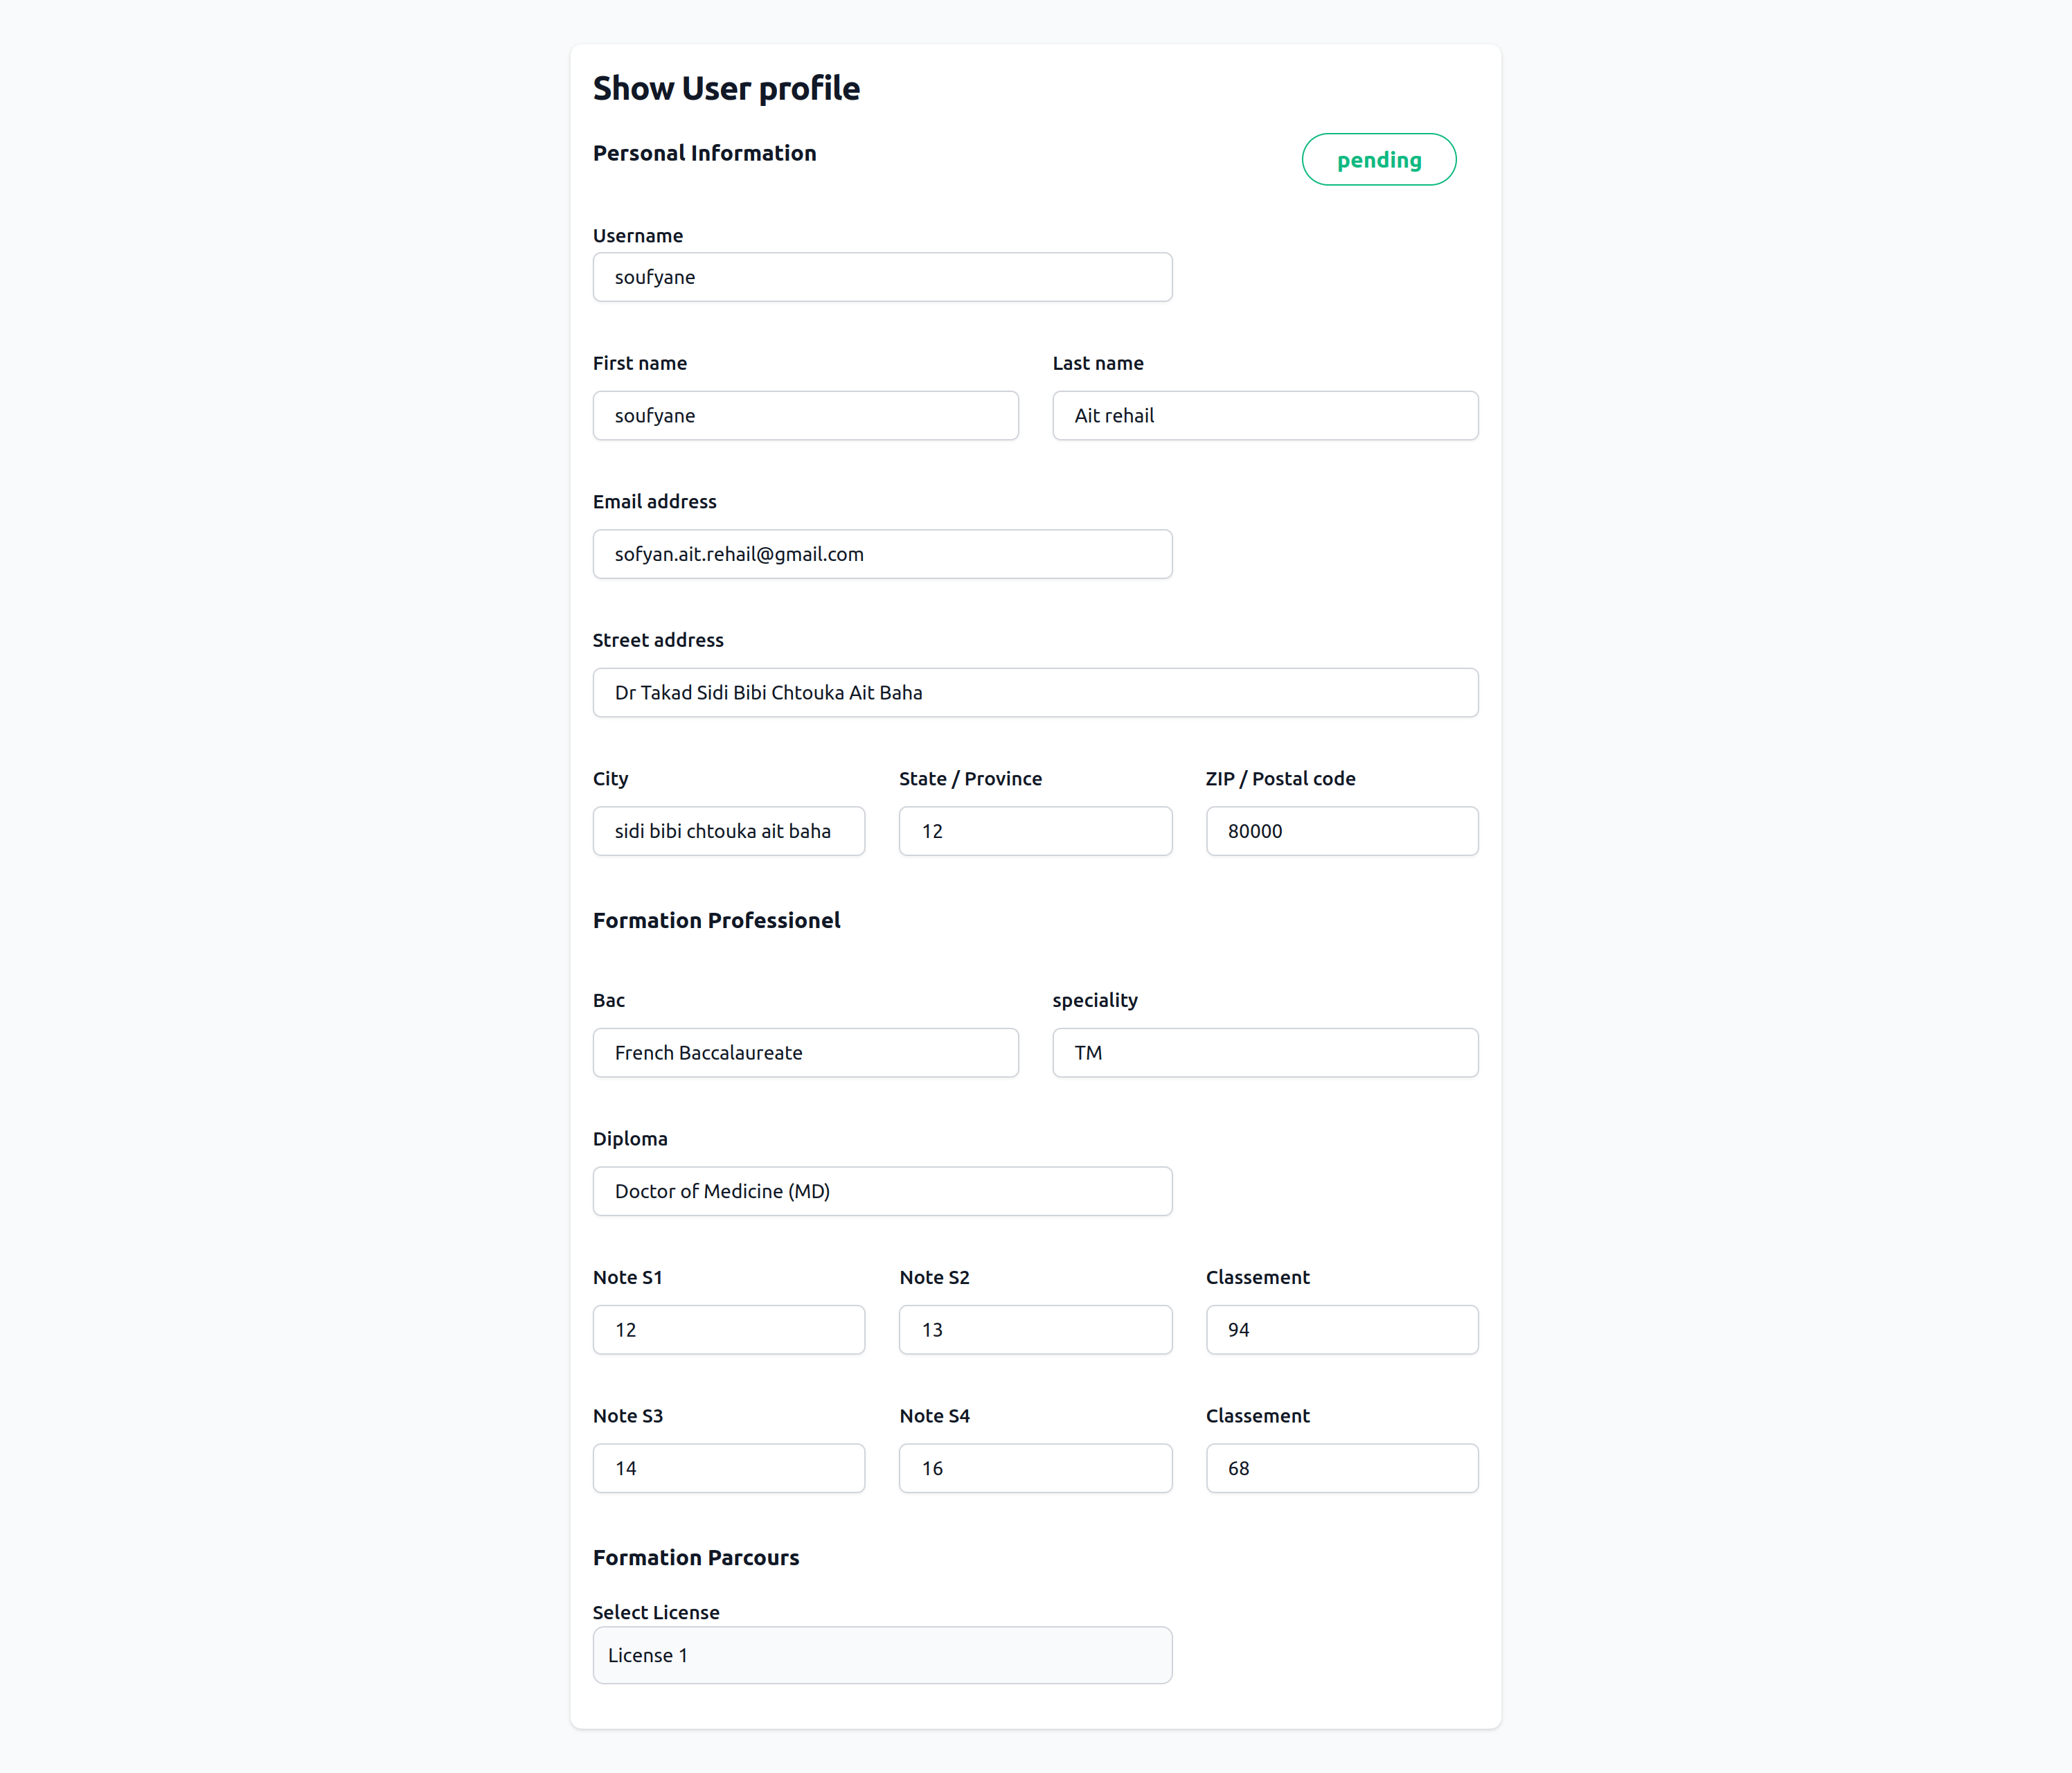 Show User profile
Personal Information
pending
Username
soufyane
First name
Last name
soufyane
Ait rehail
Email address
sofyan.ait.rehail@gmail.com
Street address
Dr Takad Sidi Bibi Chtouka Ait Baha
City
State / Province
ZIP / Postal code
sidi bibi chtouka ait baha
12
80000
Formation Professionel
Bac
speciality
French Baccalaureate
TM
Diploma
Doctor of Medicine (MD)
Note S1
Note S2
Classement
12
13
94
Note S3
Note S4
Classement
14
16
68
Formation Parcours
Select License
License 1